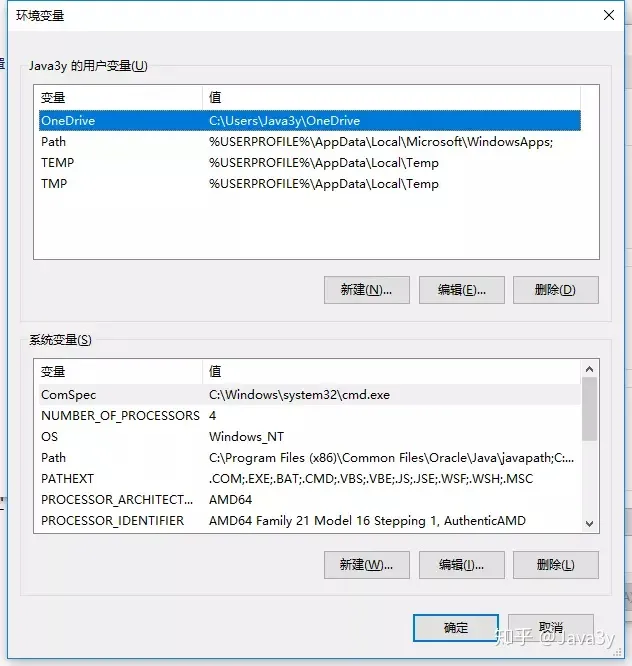 环境变量
Java3y 的用户变量(U)
变量 值
OneDrive C:\Users\Java3y\OneDrive
Path %USERPROFILE%\AppData\Local\Microsoft\WindowsApps;
TEMP %USERPROFILE%\AppData\Local\Temp
TMP %USERPROFILE%\AppData\Local\Temp
新建(N)... 编辑(E)... 删除(D)
系统变量(S)
变量 值
ComSpec C:\Windows\system32\cmd.exe
NUMBER_OF_PROCESSORS 4
OS Windows_NT
Path C:\Program Files (x86)\Common Files\Oracle\Java\javapath;C:...
PATHEXT .COM;.EXE;.BAT;.CMD;.VBS;.VBE;.JS;.JSE;.WSF;.WSH;.MSC
PROCESSOR_ARCHITECT... AMD64
PROCESSOR_IDENTIFIER AMD64 Family 21 Model 16 Stepping 1, AuthenticAMD
新建(W)... 编辑(I)... 删除(L)
确定 取消
知乎 @Java3y